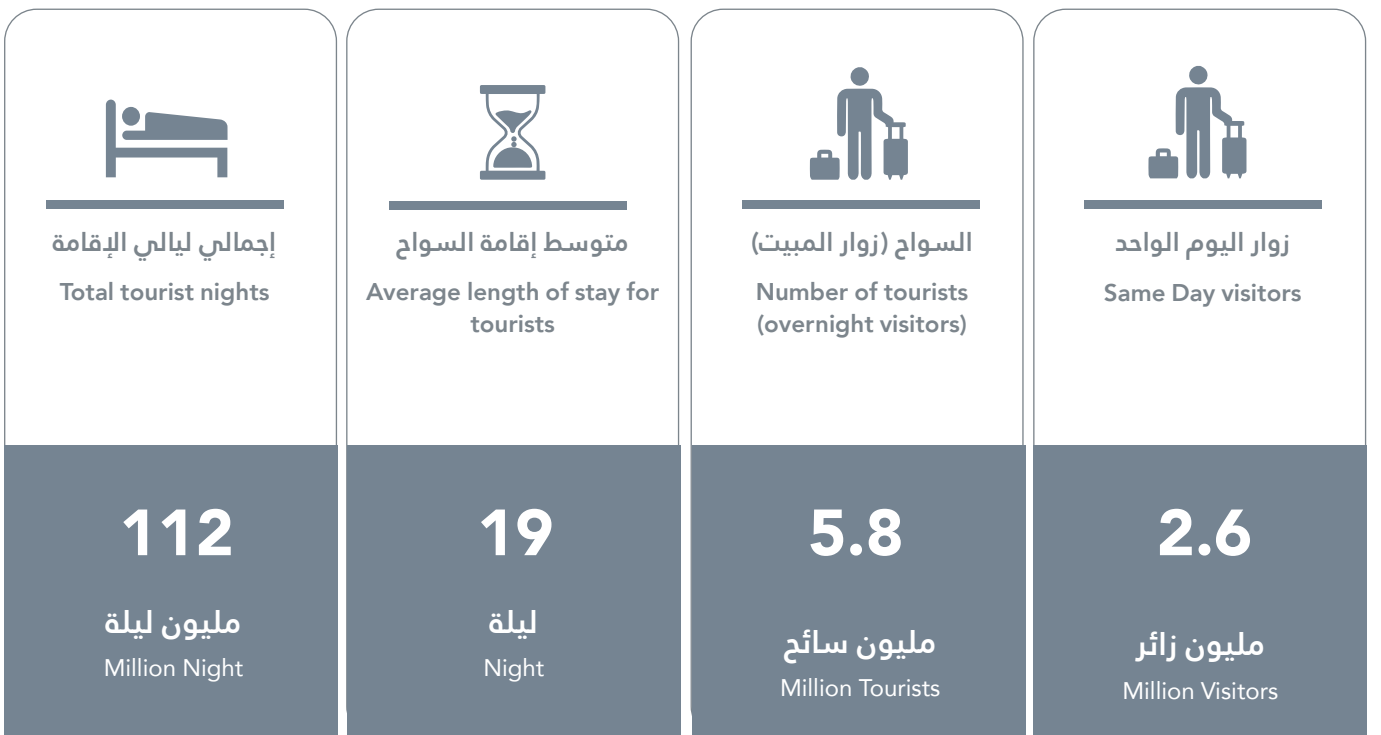 إجمالي ليالي الإقامة
Total tourist nights
112
مليون ليلة
Million Night
متوسط إقامة السواح
Average length of stay for
tourists
19
ليلة
Night
السواح (زوار المبيت)
Number of tourists
(overnight visitors)
5.8
مليون سائح
Million Tourists
زوار اليوم الواحد
Same Day visitors
2.6
مليون زائر
Million Visitors